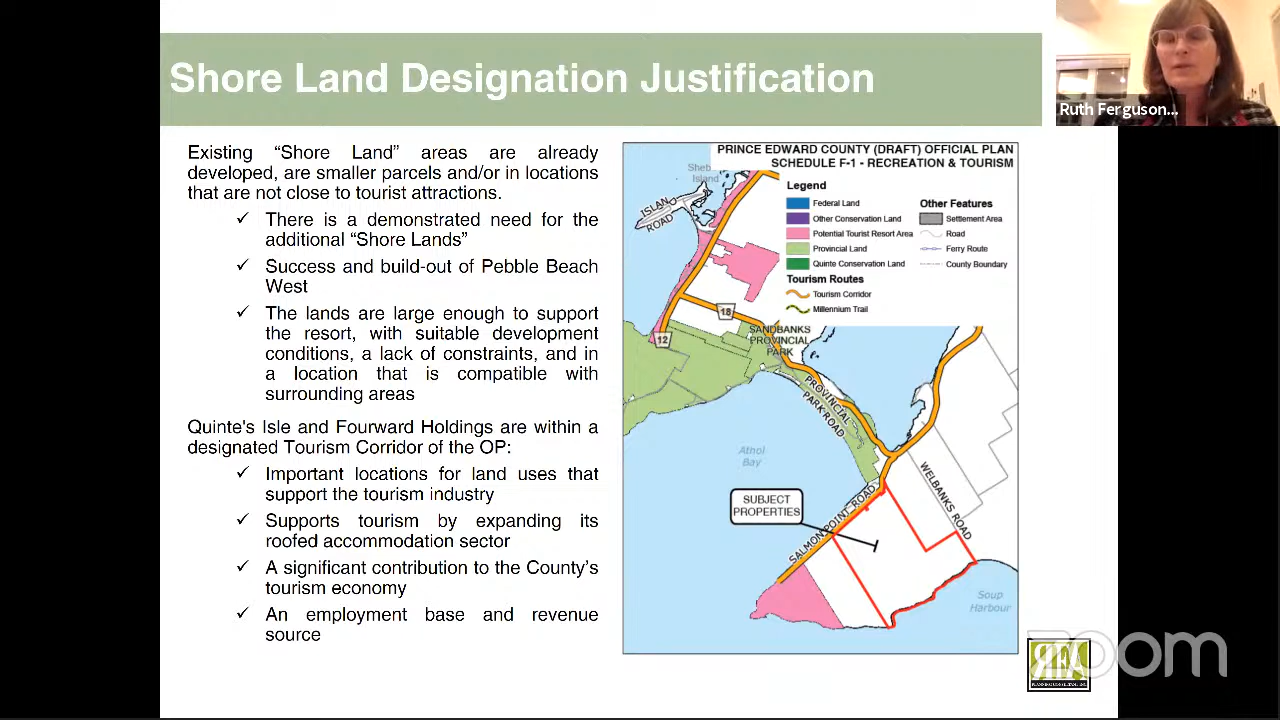 Shore Land Designation Justification
Ruth Ferguson...
Existing “Shore Land” areas are already
developed, are smaller parcels and/or in locations
that are not close to tourist attractions.
✓ There is a demonstrated need for the
additional “Shore Lands”
✓ Success and build-out of Pebble Beach
West
✓ The lands are large enough to support
the resort, with suitable development
conditions, a lack of constraints, and in
a location that is compatible with
surrounding areas
Quinte's Isle and Fourward Holdings are within a
designated Tourism Corridor of the OP:
✓ Important locations for land uses that
support the tourism industry
✓ Supports tourism by expanding its
roofed accommodation sector
✓ A significant contribution to the County’s
tourism economy
✓ An employment base and revenue
source
PRINCE EDWARD COUNTY (DRAFT) OFFICIAL PLAN
SCHEDULE F-1 - RECREATION & TOURISM
Legend
Federal Land
Other Conservation Land
Potential Tourist Resort Area
Provincial Land
Quinte Conservation Land
Tourism Routes
Tourism Corridor
Millennium Trail
Other Features
Settlement Area
Road
Ferry Route
County Boundary
Island
ISLAND
ROAD
18
12
SANDBANKS
PROVINCIAL
PARK
PROVINCIAL
PARK ROAD
Athol
Bay
WELBANKS ROAD
SUBJECT
PROPERTIES
SALMON POINT ROAD
Soup
Harbour
zoom